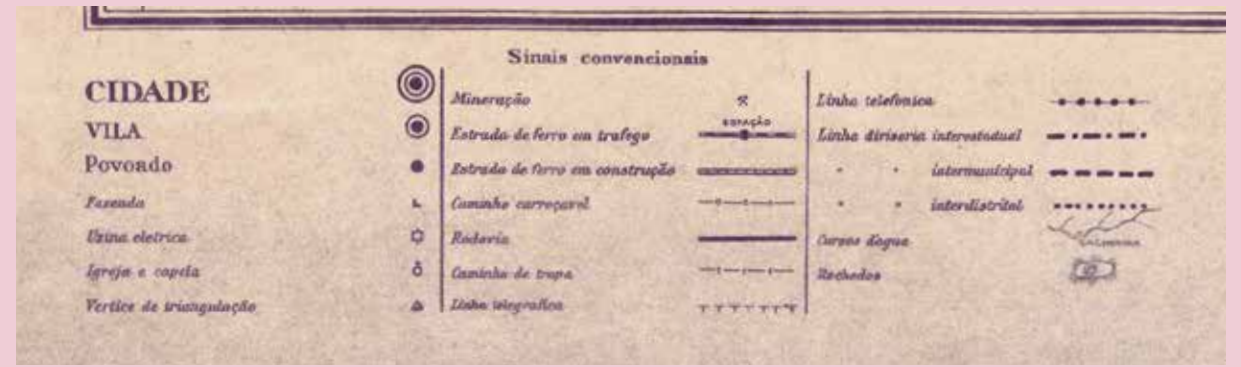 Sinais convencionais
CIDADE
VILA
Povoado
Fazenda
Uzina eletrica
Igreja e capela
Vertice de triangulação
Mineração
Estrada de ferro em trafego
ESTAÇÃO
Estrada de ferro em construção
Caminho carroçavel
Rodovia
Caminho de tropa
Linha telegrafica
Linha telefonica
Linha divisoria interestadual
" " intermunicipal
" " interdistrital
Cursos dagua
Rochedos